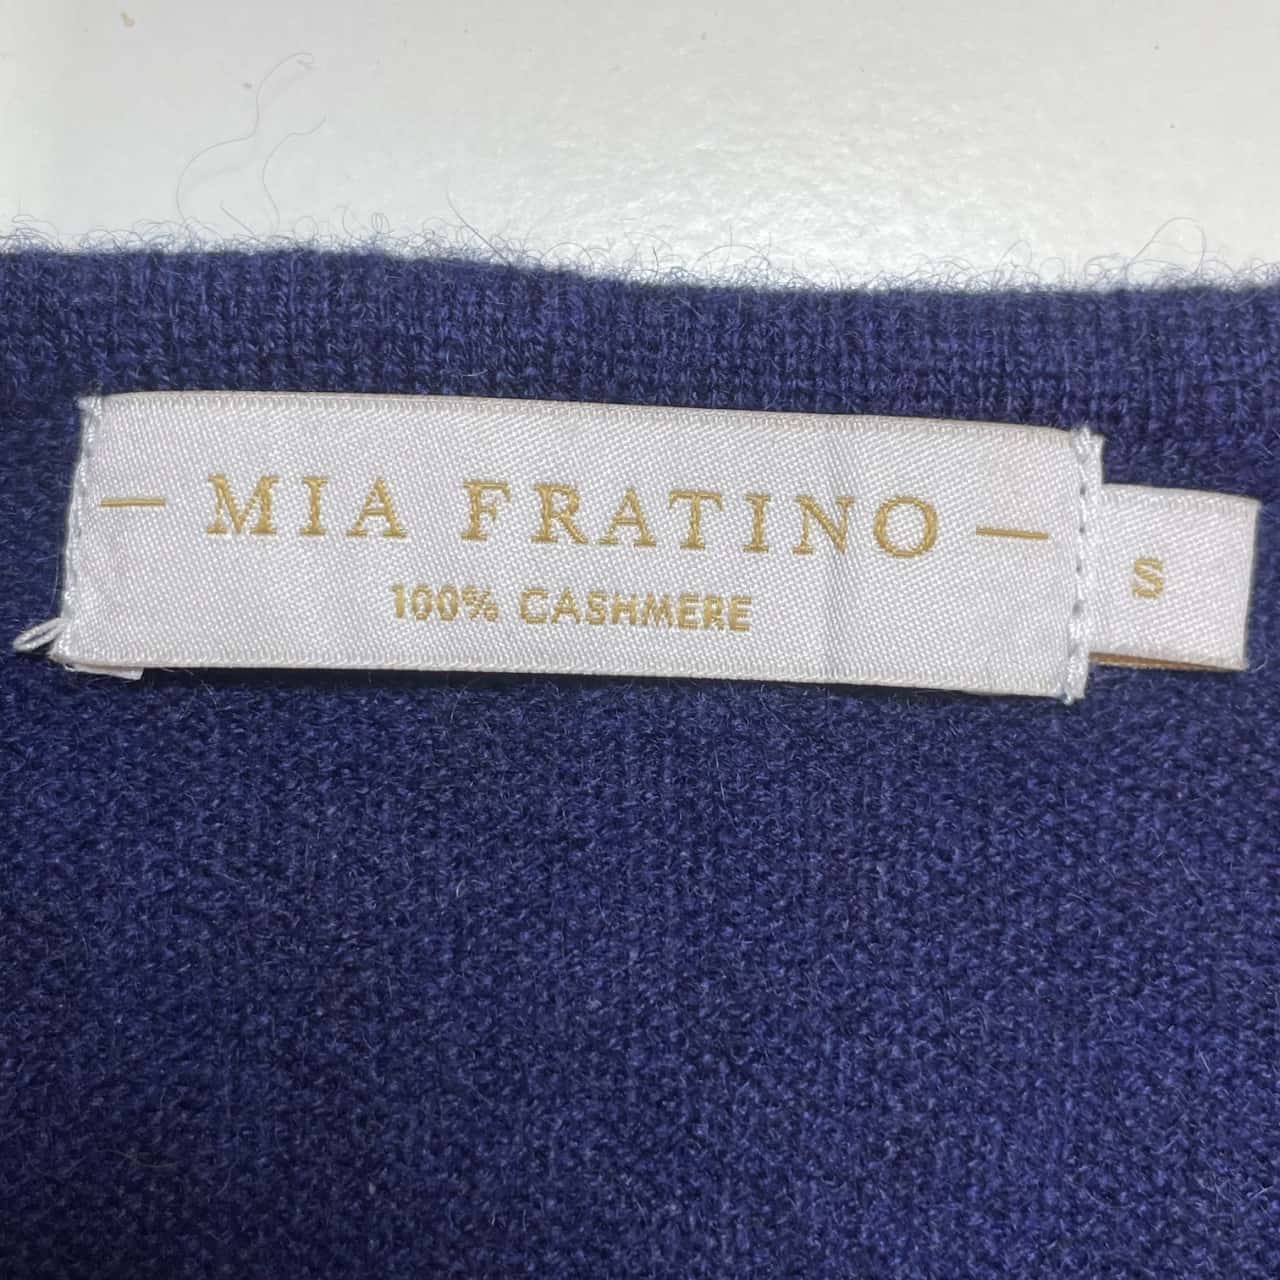 — MIA FRATINO —
100% CASHMERE
S